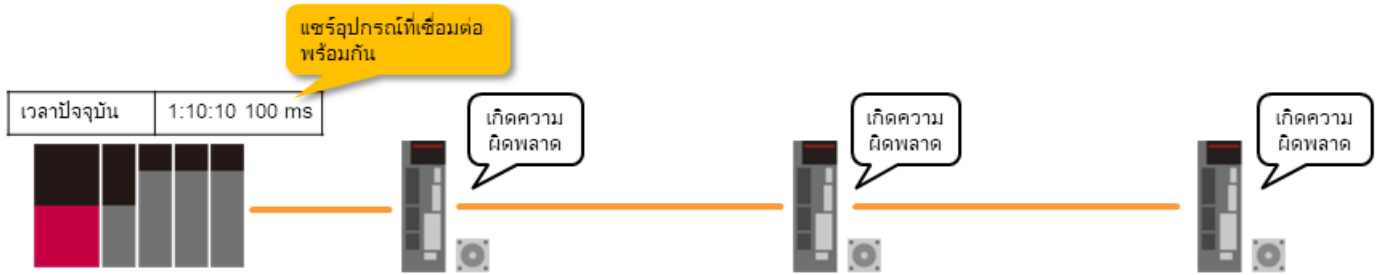 แชร์อุปกรณ์ที่เชื่อมต่อ
พร้อมกัน
เวลาปัจจุบัน 1:10:10 100 ms
เกิดความ
ผิดพลาด
เกิดความ
ผิดพลาด
เกิดความ
ผิดพลาด